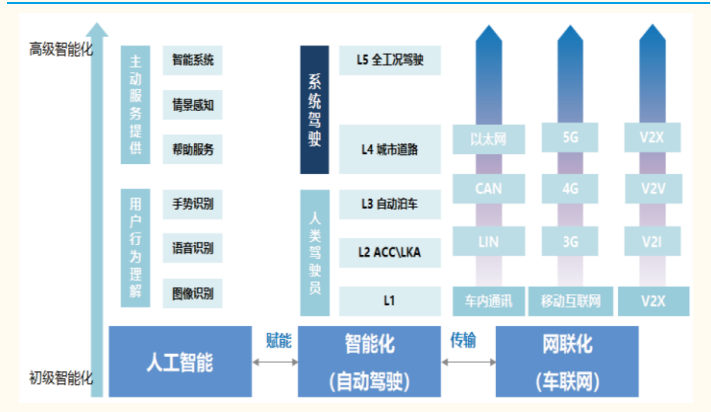 高级智能化
主动服务提供
智能系统
情景感知
帮助服务
用户行为理解
手势识别
语音识别
图像识别
初级智能化
系统驾驶
L5 全工况驾驶
L4 城市道路
人类驾驶员
L3 自动泊车
L2 ACC\LKA
L1
以太网
5G
V2X
CAN
4G
V2V
LIN
3G
V2I
车内通讯
移动互联网
V2X
人工智能
赋能
智能化
(自动驾驶)
传输
网联化
(车联网)